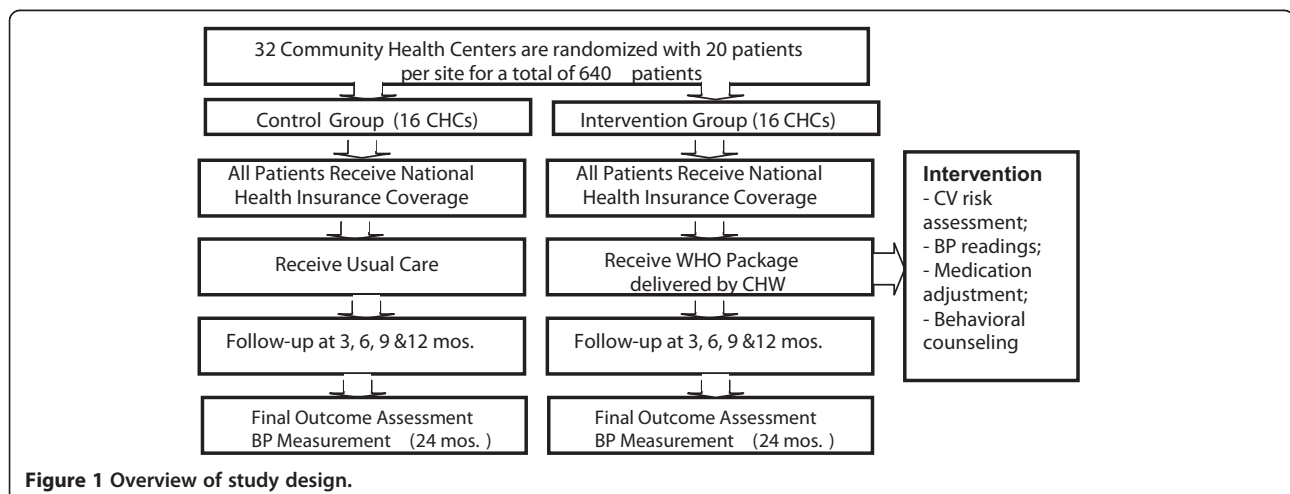 32 Community Health Centers are randomized with 20 patients
per site for a total of 640 patients
Control Group (16 CHCs)
Intervention Group (16 CHCs)
All Patients Receive National
Health Insurance Coverage
All Patients Receive National
Health Insurance Coverage
Receive Usual Care
Receive WHO Package
delivered by CHW
Intervention
- CV risk
assessment;
- BP readings;
- Medication
adjustment;
- Behavioral
counseling
Follow-up at 3, 6, 9 &12 mos.
Follow-up at 3, 6, 9 &12 mos.
Final Outcome Assessment
BP Measurement (24 mos. )
Final Outcome Assessment
BP Measurement (24 mos. )
Figure 1 Overview of study design.